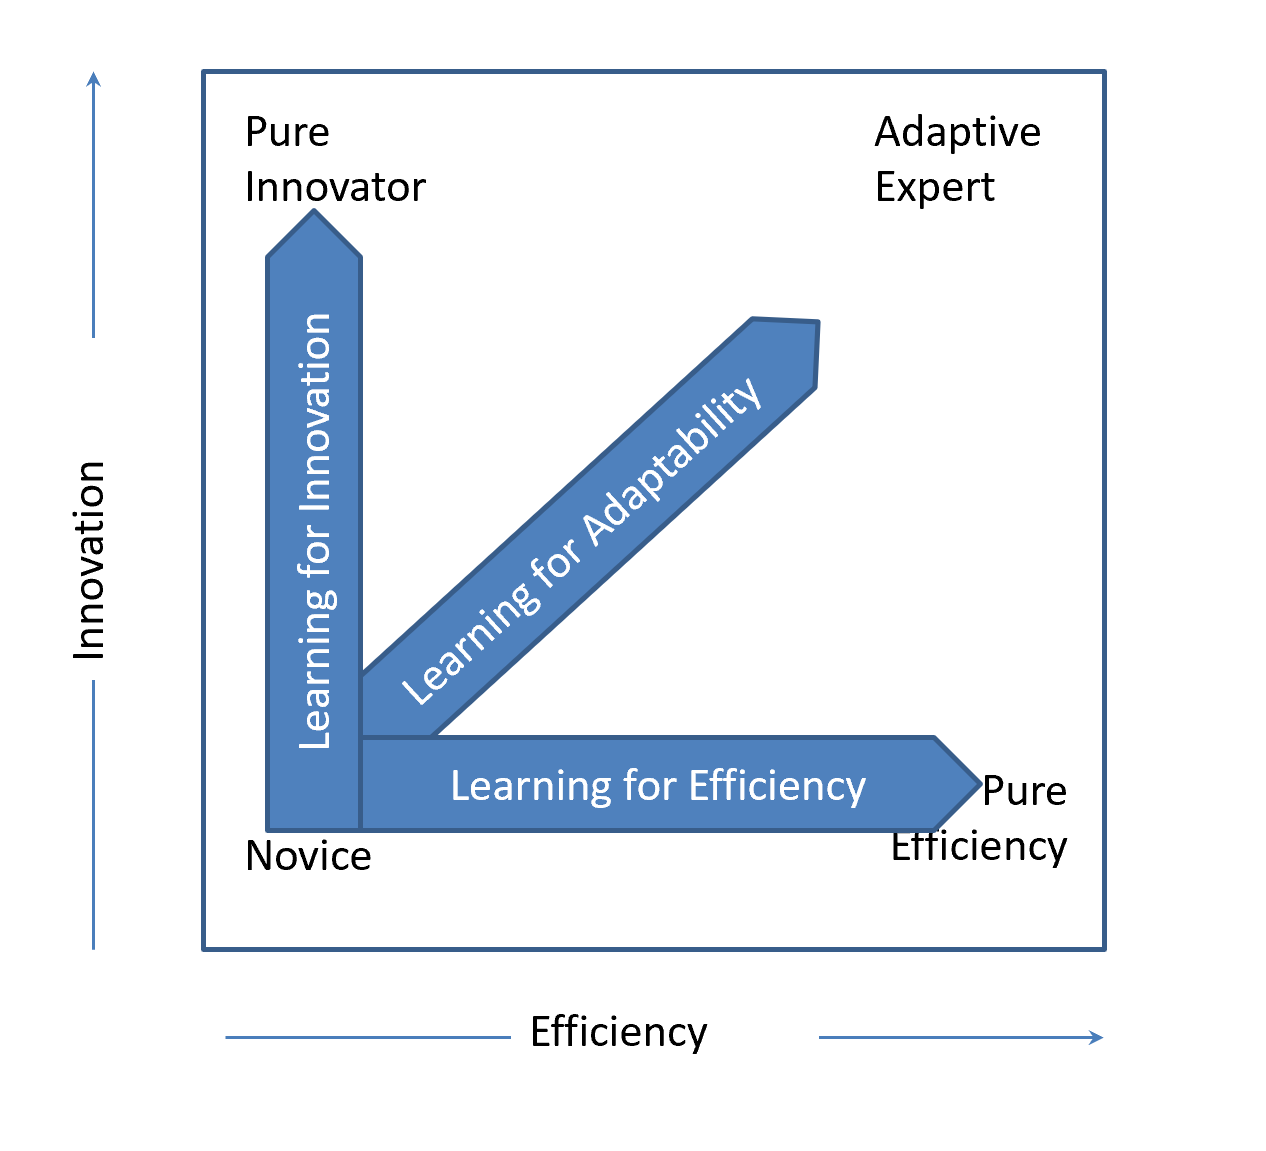 Pure
Innovator
Adaptive
Expert
Learning for Innovation
Learning for Adaptability
Learning for Efficiency
Pure
Efficiency
Novice
Innovation
Efficiency